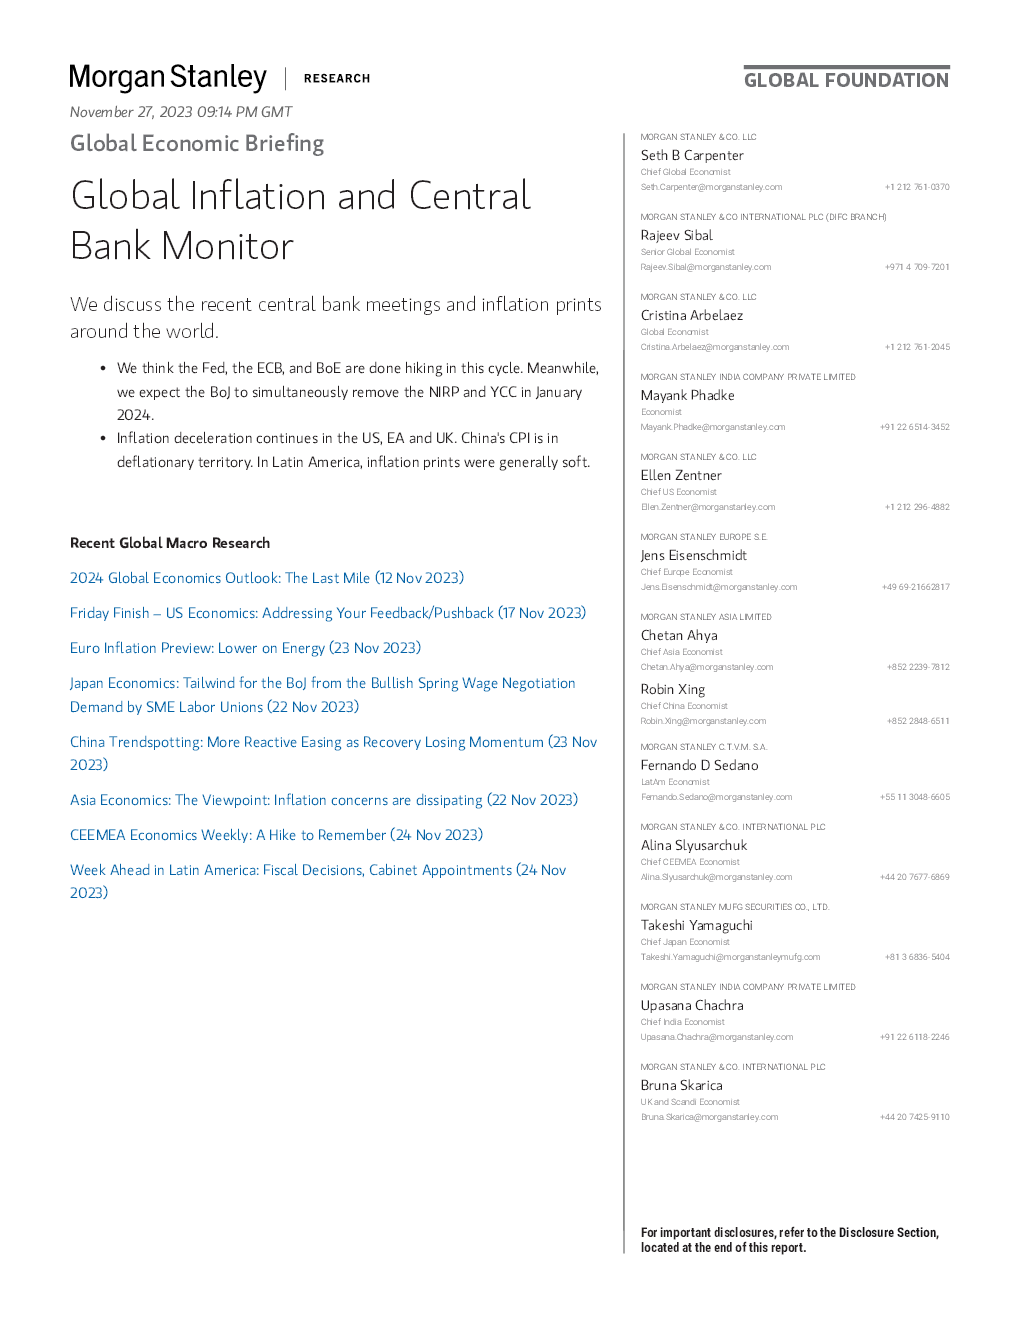 Morgan Stanley | RESEARCH
GLOBAL FOUNDATION
November 27, 2023 09:14 PM GMT
Global Economic Briefing
Global Inflation and Central
Bank Monitor
We discuss the recent central bank meetings and inflation prints
around the world.
• We think the Fed, the ECB, and BoE are done hiking in this cycle. Meanwhile,
we expect the BoJ to simultaneously remove the NIRP and YCC in January
2024.
• Inflation deceleration continues in the US, EA and UK. China's CPI is in
deflationary territory. In Latin America, inflation prints were generally soft.
Recent Global Macro Research
2024 Global Economics Outlook: The Last Mile (12 Nov 2023)
Friday Finish – US Economics: Addressing Your Feedback/Pushback (17 Nov 2023)
Euro Inflation Preview: Lower on Energy (23 Nov 2023)
Japan Economics: Tailwind for the BoJ from the Bullish Spring Wage Negotiation
Demand by SME Labor Unions (22 Nov 2023)
China Trendspotting: More Reactive Easing as Recovery Losing Momentum (23 Nov
2023)
Asia Economics: The Viewpoint: Inflation concerns are dissipating (22 Nov 2023)
CEEMEA Economics Weekly: A Hike to Remember (24 Nov 2023)
Week Ahead in Latin America: Fiscal Decisions, Cabinet Appointments (24 Nov
2023)
MORGAN STANLEY & CO. LLC
Seth B Carpenter
Chief Global Economist
Seth.Carpenter@morganstanley.com +1 212 761-0370
MORGAN STANLEY & CO INTERNATIONAL PLC (DIFC BRANCH)
Rajeev Sibal
Senior Global Economist
Rajeev.Sibal@morganstanley.com +971 4 709-7201
MORGAN STANLEY & CO. LLC
Cristina Arbelaez
Global Economist
Cristina.Arbelaez@morganstanley.com +1 212 761-2045
MORGAN STANLEY INDIA COMPANY PRIVATE LIMITED
Mayank Phadke
Economist
Mayank.Phadke@morganstanley.com +91 22 6514-3452
MORGAN STANLEY & CO. LLC
Ellen Zentner
Chief US Economist
Ellen.Zentner@morganstanley.com +1 212 296-4882
MORGAN STANLEY EUROPE S.E.
Jens Eisenschmidt
Chief Europe Economist
Jens.Eisenschmidt@morganstanley.com +49 69-21662817
MORGAN STANLEY ASIA LIMITED
Chetan Ahya
Chief Asia Economist
Chetan.Ahya@morganstanley.com +852 2239-7812
Robin Xing
Chief China Economist
Robin.Xing@morganstanley.com +852 2848-6511
MORGAN STANLEY C.T.V.M. S.A.
Fernando D Sedano
LatAm Economist
Fernando.Sedano@morganstanley.com +55 11 3048-6605
MORGAN STANLEY & CO. INTERNATIONAL PLC
Alina Slyusarchuk
Chief CEEMEA Economist
Alina.Slyusarchuk@morganstanley.com +44 20 7677-6869
MORGAN STANLEY MUFG SECURITIES CO., LTD.
Takeshi Yamaguchi
Chief Japan Economist
Takeshi.Yamaguchi@morganstanleymufg.com +81 3 6836-5404
MORGAN STANLEY INDIA COMPANY PRIVATE LIMITED
Upasana Chachra
Chief India Economist
Upasana.Chachra@morganstanley.com +91 22 6118-2246
MORGAN STANLEY & CO. INTERNATIONAL PLC
Bruna Skarica
UK and Scandi Economist
Bruna.Skarica@morganstanley.com +44 20 7425-9110
For important disclosures, refer to the Disclosure Section,
located at the end of this report.